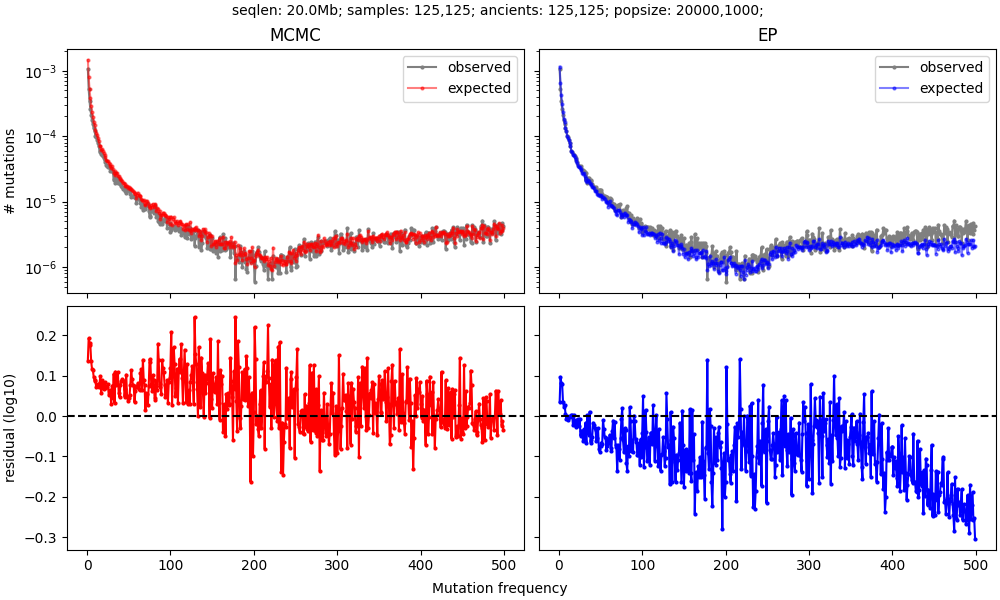 seqlen: 20.0Mb; samples: 125,125; ancients: 125,125; popsize: 20000,1000;
MCMC
EP
observed
expected
observed
expected
# mutations
10⁻³
10⁻⁴
10⁻⁵
10⁻⁶
residual (log10)
0.2
0.1
0.0
−0.1
−0.2
−0.3
0 100 200 300 400 500
0 100 200 300 400 500
Mutation frequency